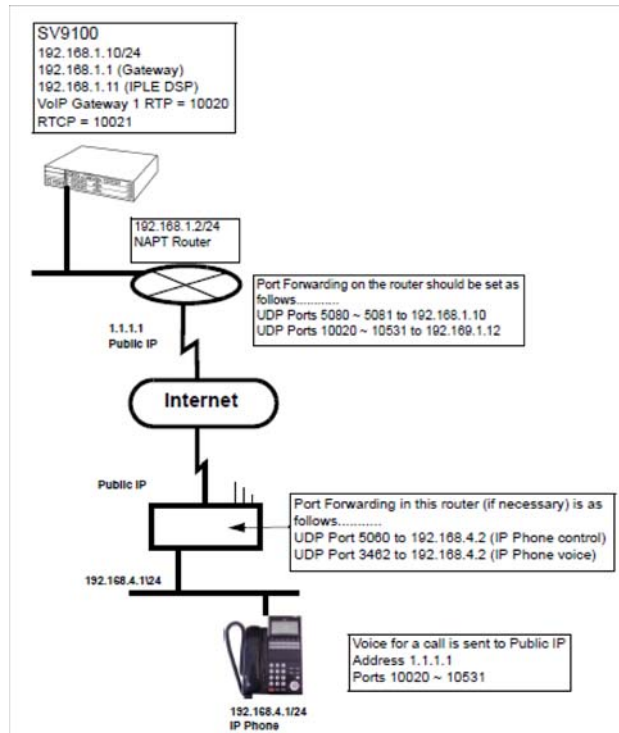 SV9100
192.168.1.10/24
192.168.1.1 (Gateway)
192.168.1.11 (IPLE DSP)
VoIP Gateway 1 RTP = 10020
RTCP = 10021
192.168.1.2/24
NAPT Router
Port Forwarding on the router should be set as
follows............
UDP Ports 5080 ~ 5081 to 192.168.1.10
UDP Ports 10020 ~ 10531 to 192.169.1.12
1.1.1.1
Public IP
Internet
Public IP
Port Forwarding in this router (if necessary) is as
follows...........
UDP Port 5060 to 192.168.4.2 (IP Phone control)
UDP Port 3462 to 192.168.4.2 (IP Phone voice)
192.168.4.1\24
Voice for a call is sent to Public IP
Address 1.1.1.1
Ports 10020 ~ 10531
192.168.4.1/24
IP Phone